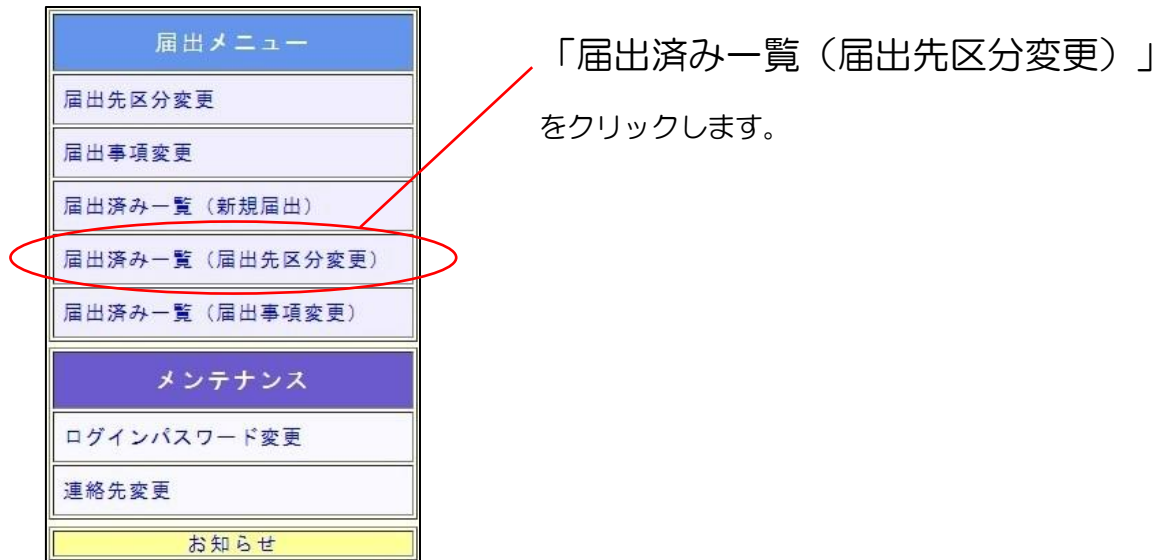 届出メニュー
届出先区分変更
届出事項変更
届出済み一覧（新規届出）
届出済み一覧（届出先区分変更）
届出済み一覧（届出事項変更）
メンテナンス
ログインパスワード変更
連絡先変更
お知らせ
「届出済み一覧（届出先区分変更）」
をクリックします。